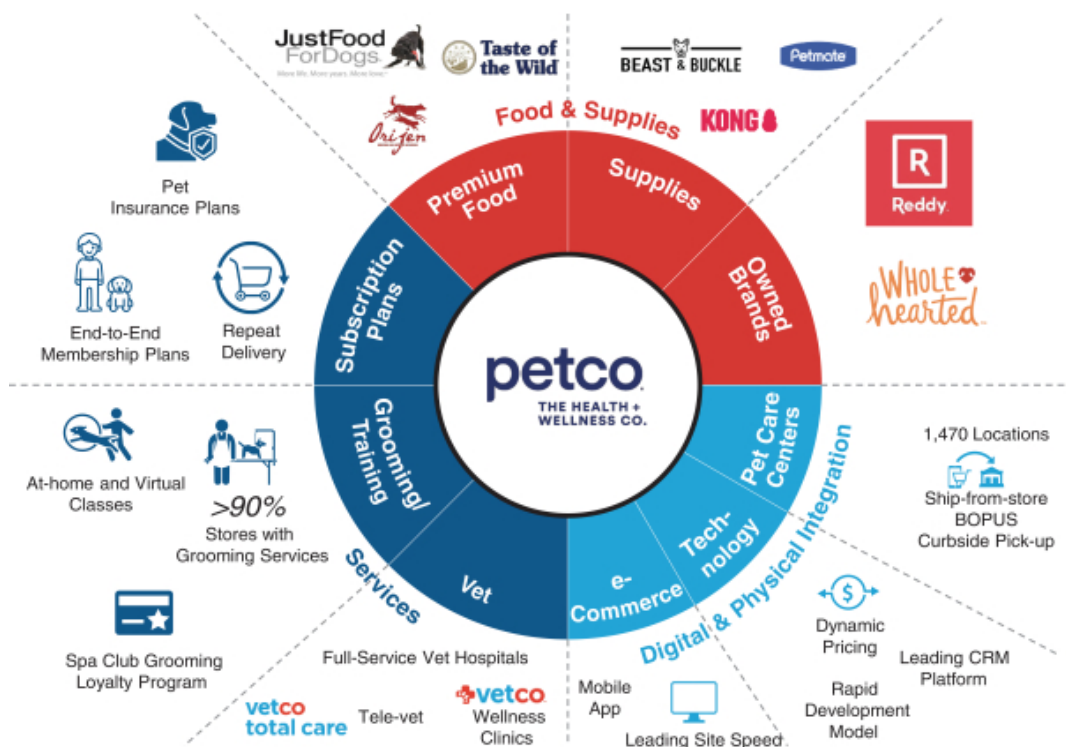 JustFood
ForDogs
More life. More years. More love.
Taste of
the Wild
BEAST & BUCKLE
Petmate
Orijen
Food & Supplies
KONG
Premium
Food
Supplies
Owned
Brands
R
Reddy
WHOLE
hearted
Pet
Insurance Plans
End-to-End
Membership Plans
Repeat
Delivery
Subscription
Plans
petco
THE HEALTH +
WELLNESS CO.
Grooming/
Training
At-home and Virtual
Classes
>90%
Stores with
Grooming Services
Spa Club Grooming
Loyalty Program
Services
Vet
Full-Service Vet Hospitals
vetco
total care
Tele-vet
vetco
Wellness
Clinics
e-
Commerce
Tech-
nology
Pet Care
Centers
Digital & Physical Integration
1,470 Locations
Ship-from-store
BOPUS
Curbside Pick-up
$
Dynamic
Pricing
Leading CRM
Platform
Rapid
Development
Model
Mobile
App
Leading Site Speed